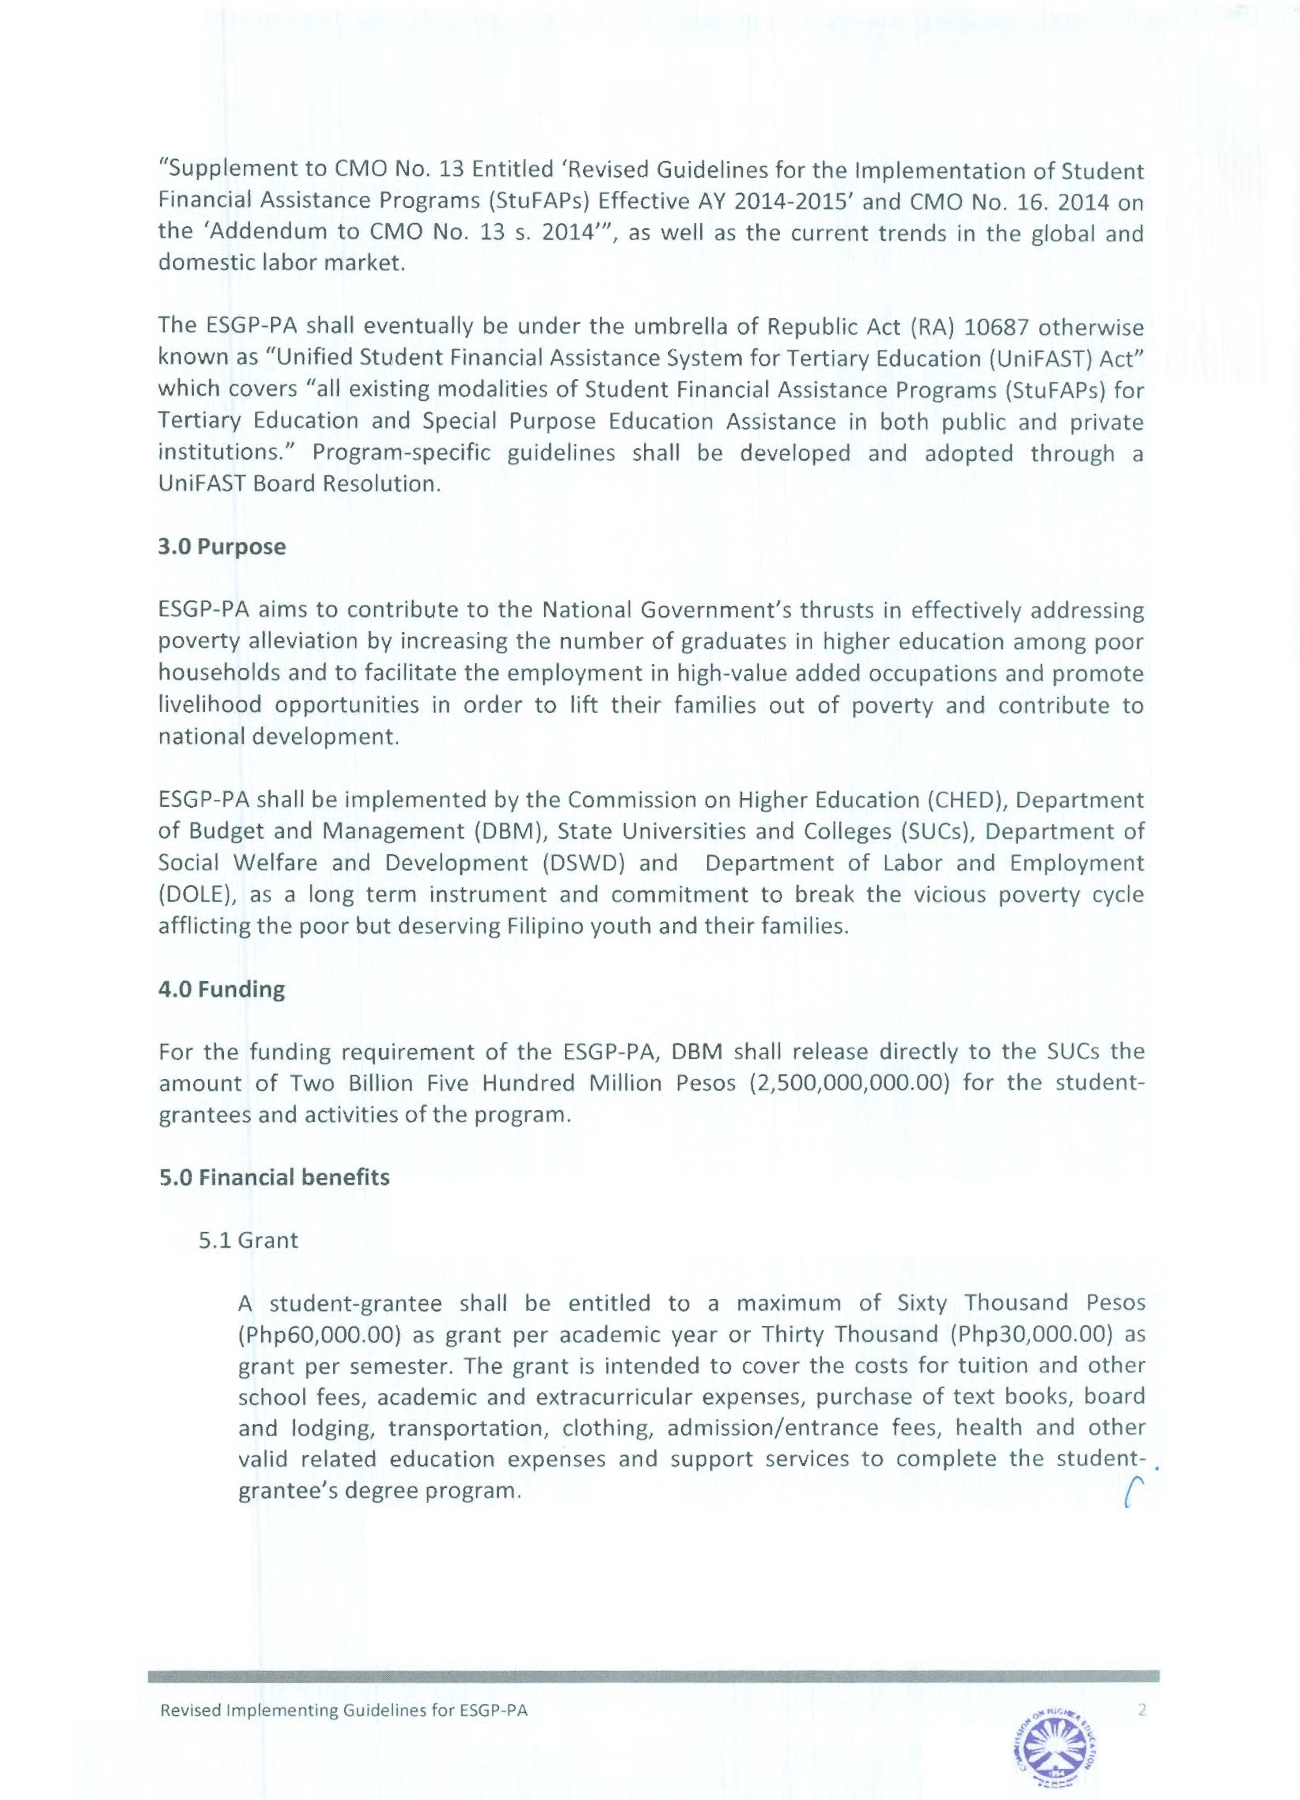 “Supplement to CMO No. 13 Entitled ‘Revised Guidelines for the Implementation of Student
Financial Assistance Programs (StuFAPs) Effective AY 2014-2015’ and CMO No. 16. 2014 on
the ‘Addendum to CMO No. 13 s. 2014’”, as well as the current trends in the global and
domestic labor market.
The ESGP-PA shall eventually be under the umbrella of Republic Act (RA) 10687 otherwise
known as “Unified Student Financial Assistance System for Tertiary Education (UniFAST) Act”
which covers “all existing modalities of Student Financial Assistance Programs (StuFAPs) for
Tertiary Education and Special Purpose Education Assistance in both public and private
institutions.” Program-specific guidelines shall be developed and adopted through a
UniFAST Board Resolution.
3.0 Purpose
ESGP-PA aims to contribute to the National Government’s thrusts in effectively addressing
poverty alleviation by increasing the number of graduates in higher education among poor
households and to facilitate the employment in high-value added occupations and promote
livelihood opportunities in order to lift their families out of poverty and contribute to
national development.
ESGP-PA shall be implemented by the Commission on Higher Education (CHED), Department
of Budget and Management (DBM), State Universities and Colleges (SUCs), Department of
Social Welfare and Development (DSWD) and Department of Labor and Employment
(DOLE), as a long term instrument and commitment to break the vicious poverty cycle
afflicting the poor but deserving Filipino youth and their families.
4.0 Funding
For the funding requirement of the ESGP-PA, DBM shall release directly to the SUCs the
amount of Two Billion Five Hundred Million Pesos (2,500,000,000.00) for the student-
grantees and activities of the program.
5.0 Financial benefits
5.1 Grant
A student-grantee shall be entitled to a maximum of Sixty Thousand Pesos
(Php60,000.00) as grant per academic year or Thirty Thousand (Php30,000.00) as
grant per semester. The grant is intended to cover the costs for tuition and other
school fees, academic and extracurricular expenses, purchase of text books, board
and lodging, transportation, clothing, admission/entrance fees, health and other
valid related education expenses and support services to complete the student-
grantee’s degree program.
Revised Implementing Guidelines for ESGP-PA
2
COMMISSION ON HIGHER EDUCATION
1994